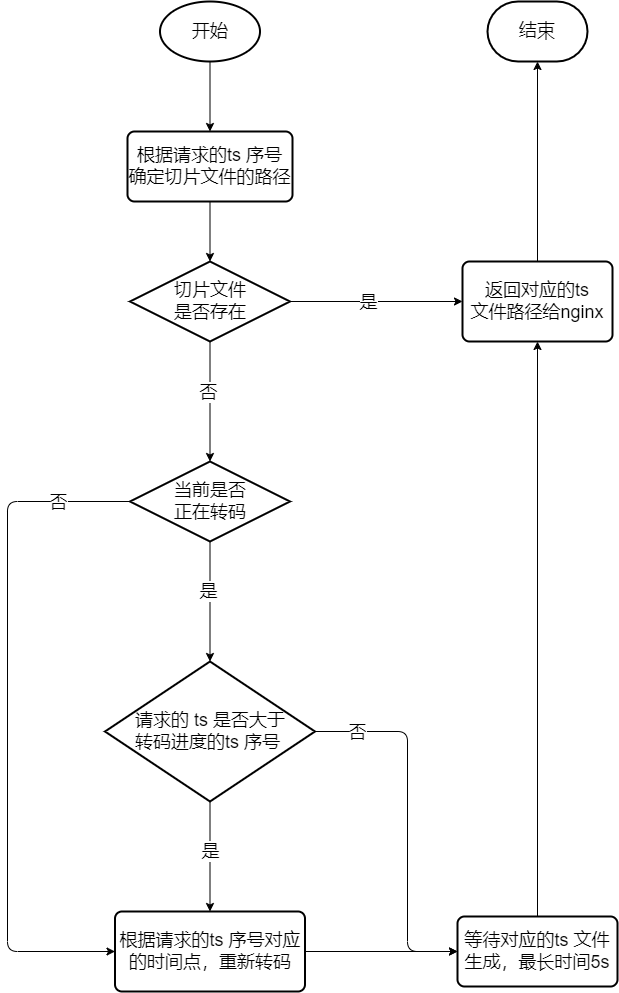 开始
结束
根据请求的ts 序号
确定切片文件的路径
切片文件
是否存在
是
返回对应的ts
文件路径给nginx
否
当前是否
正在转码
否
是
请求的 ts 是否大于
转码进度的ts 序号
否
是
根据请求的ts 序号对应
的时间点，重新转码
等待对应的ts 文件
生成，最长时间5s